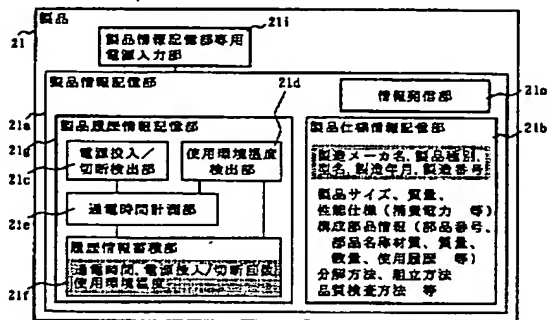 製品
21
21i
製品情報記憶部専用
電源入力部
製品情報記憶部
21d
情報発信部
21a
21g
製品履歴情報記憶部
製品仕様情報記憶部
21b
電源投入/
切断検出部
使用環境温度
検出部
21c
通電時間計測部
21e
履歴情報蓄積部
通電時間、電源投入/切断回数
使用環境温度
21f
製造メーカ名、製品種別、
型名、製造年月、製造番号
製品サイズ、質量、
性能仕様(消費電力 等)
構成部品情報(部品番号、
部品名称材質、質量、
数量、使用履歴 等)
分解方法、組立方法
品質検査方法 等